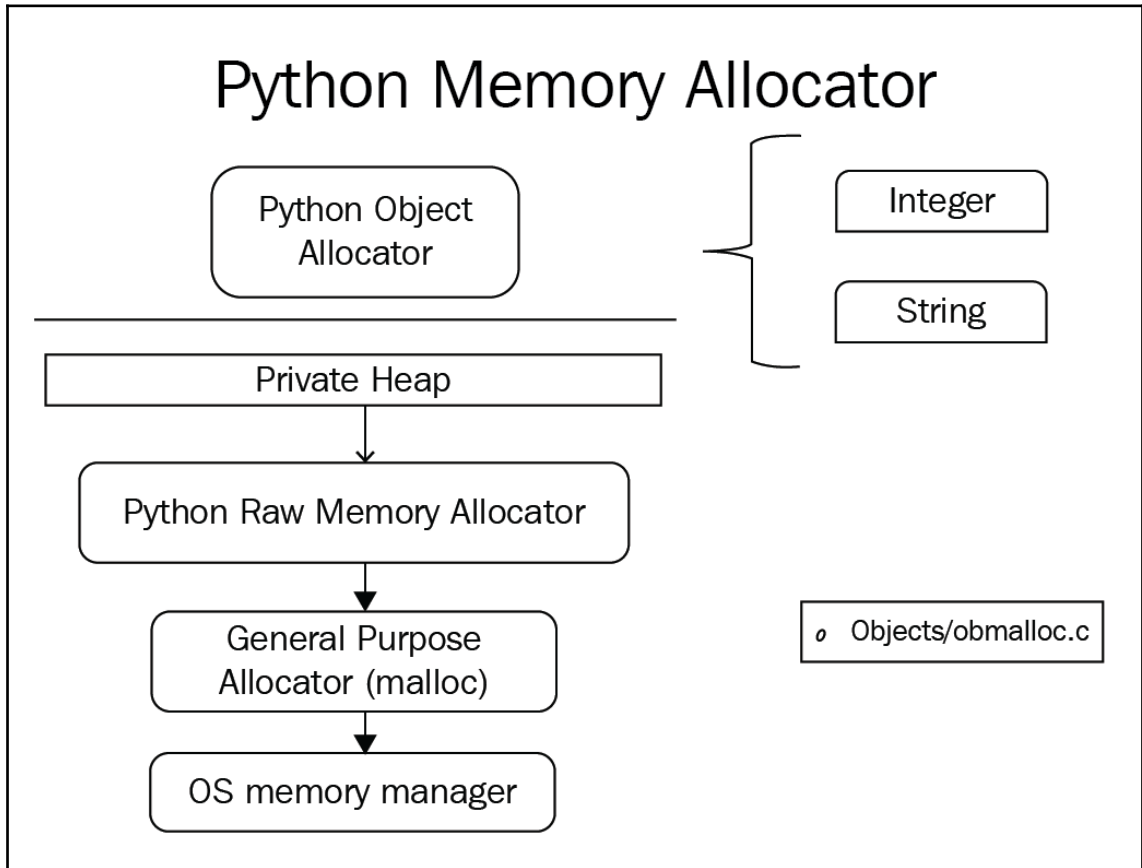 Python Memory Allocator
Python Object
Allocator
Integer
String
Private Heap
Python Raw Memory Allocator
General Purpose
Allocator (malloc)
o Objects/obmalloc.c
OS memory manager